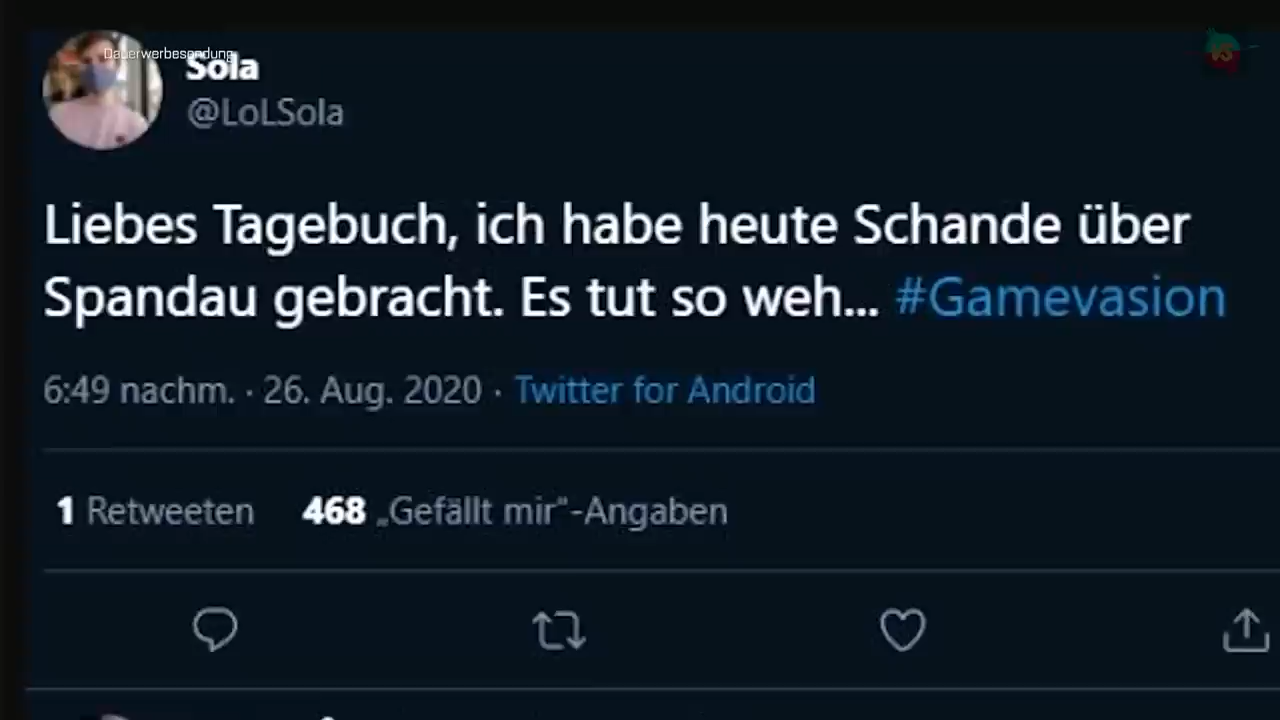 Dauerwerbesendung
VS
Sola
@LoLSola
Liebes Tagebuch, ich habe heute Schande über
Spandau gebracht. Es tut so weh... #Gamevasion
6:49 nachm. · 26. Aug. 2020 · Twitter for Android
1 Retweeten 468 „Gefällt mir“-Angaben